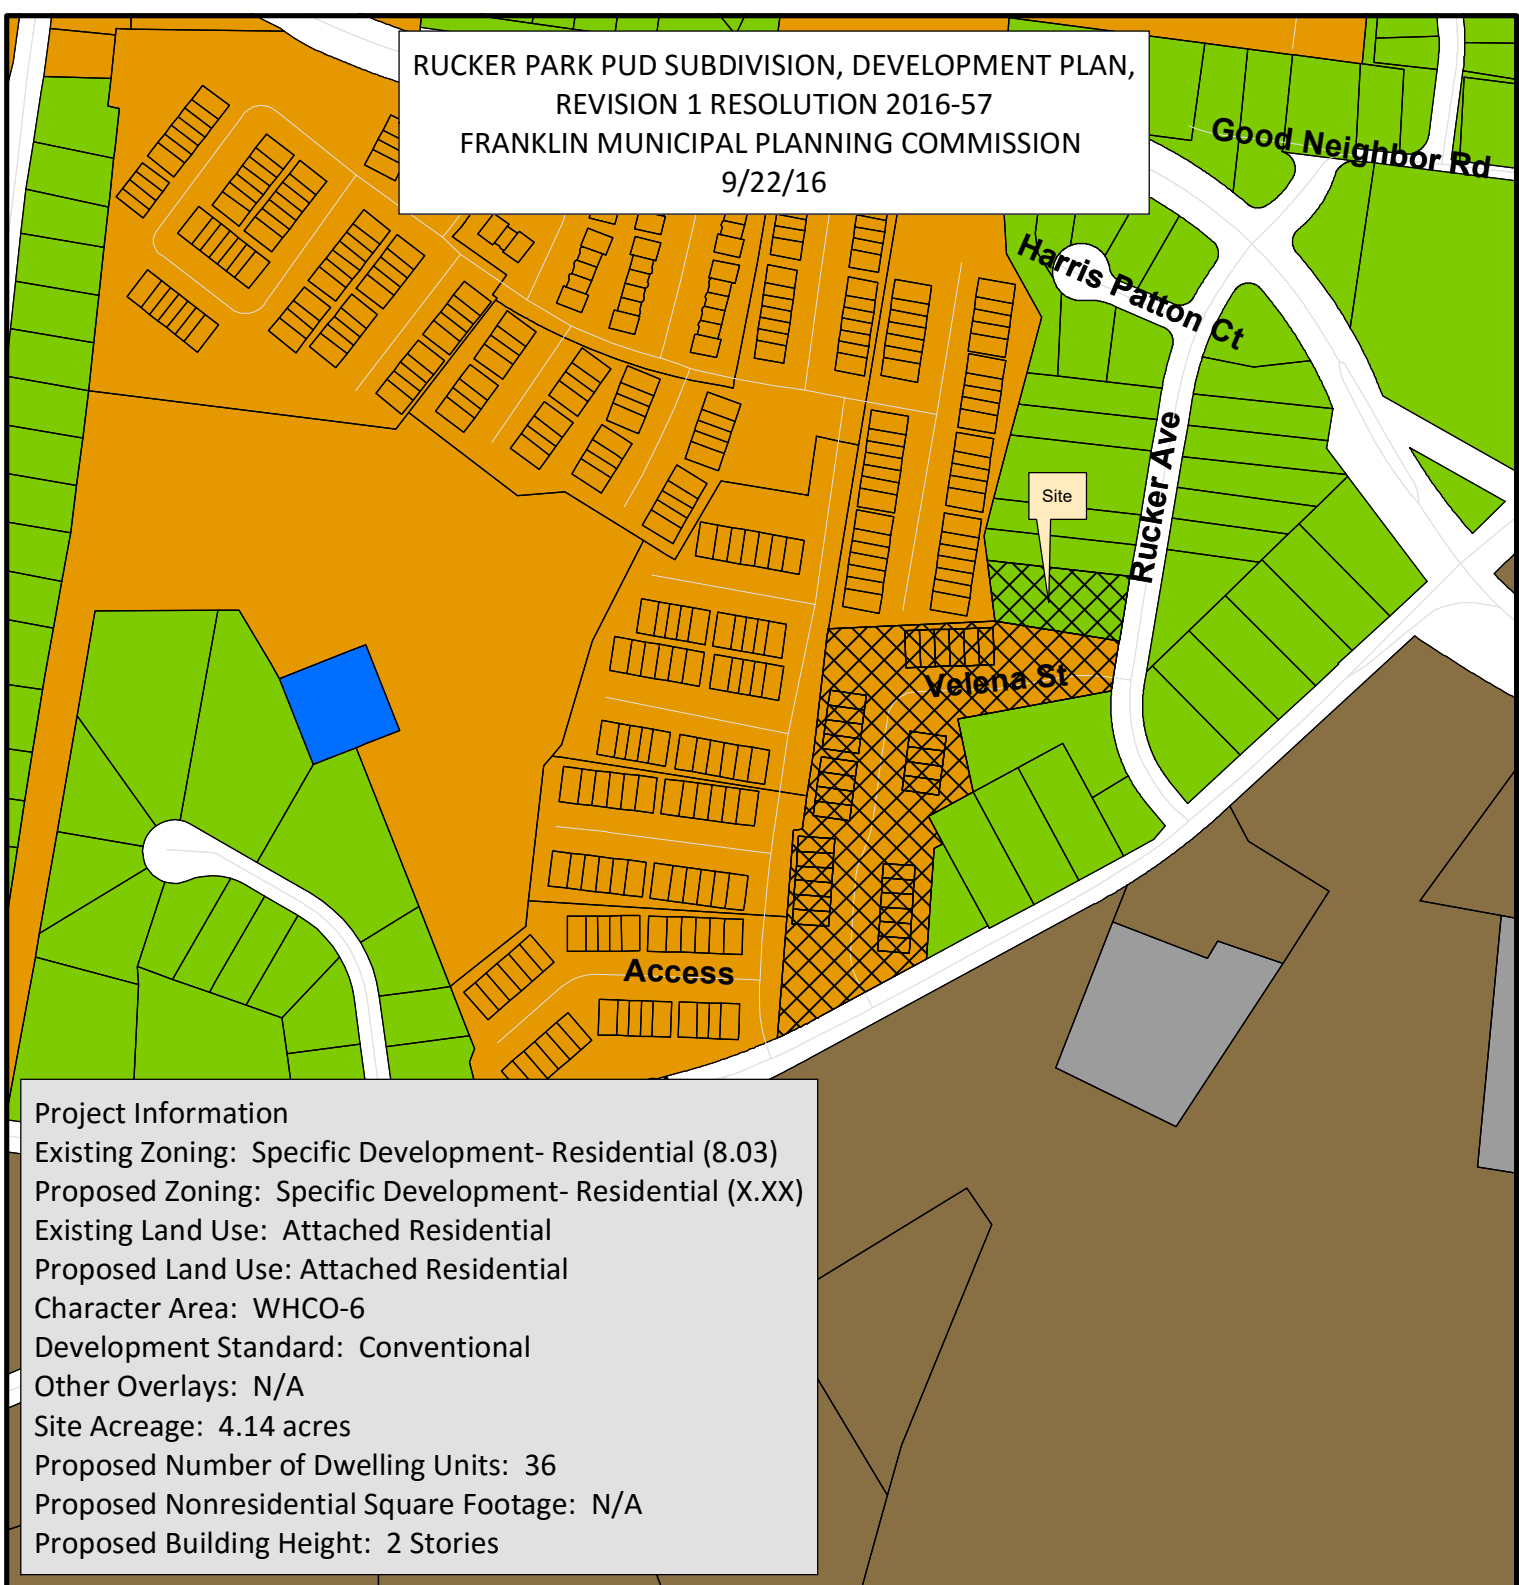 RUCKER PARK PUD SUBDIVISION, DEVELOPMENT PLAN,
REVISION 1 RESOLUTION 2016-57
FRANKLIN MUNICIPAL PLANNING COMMISSION
9/22/16
Good Neighbor Rd
Harris Patton Ct
Rucker Ave
Site
Velena St
Access
Project Information
Existing Zoning: Specific Development- Residential (8.03)
Proposed Zoning: Specific Development- Residential (X.XX)
Existing Land Use: Attached Residential
Proposed Land Use: Attached Residential
Character Area: WHCO-6
Development Standard: Conventional
Other Overlays: N/A
Site Acreage: 4.14 acres
Proposed Number of Dwelling Units: 36
Proposed Nonresidential Square Footage: N/A
Proposed Building Height: 2 Stories